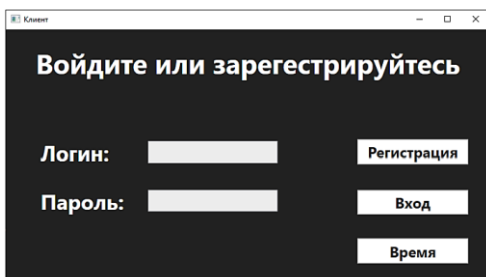 Клиент
Войдите или зарегестрируйтесь
Логин:
Регистрация
Пароль:
Вход
Время